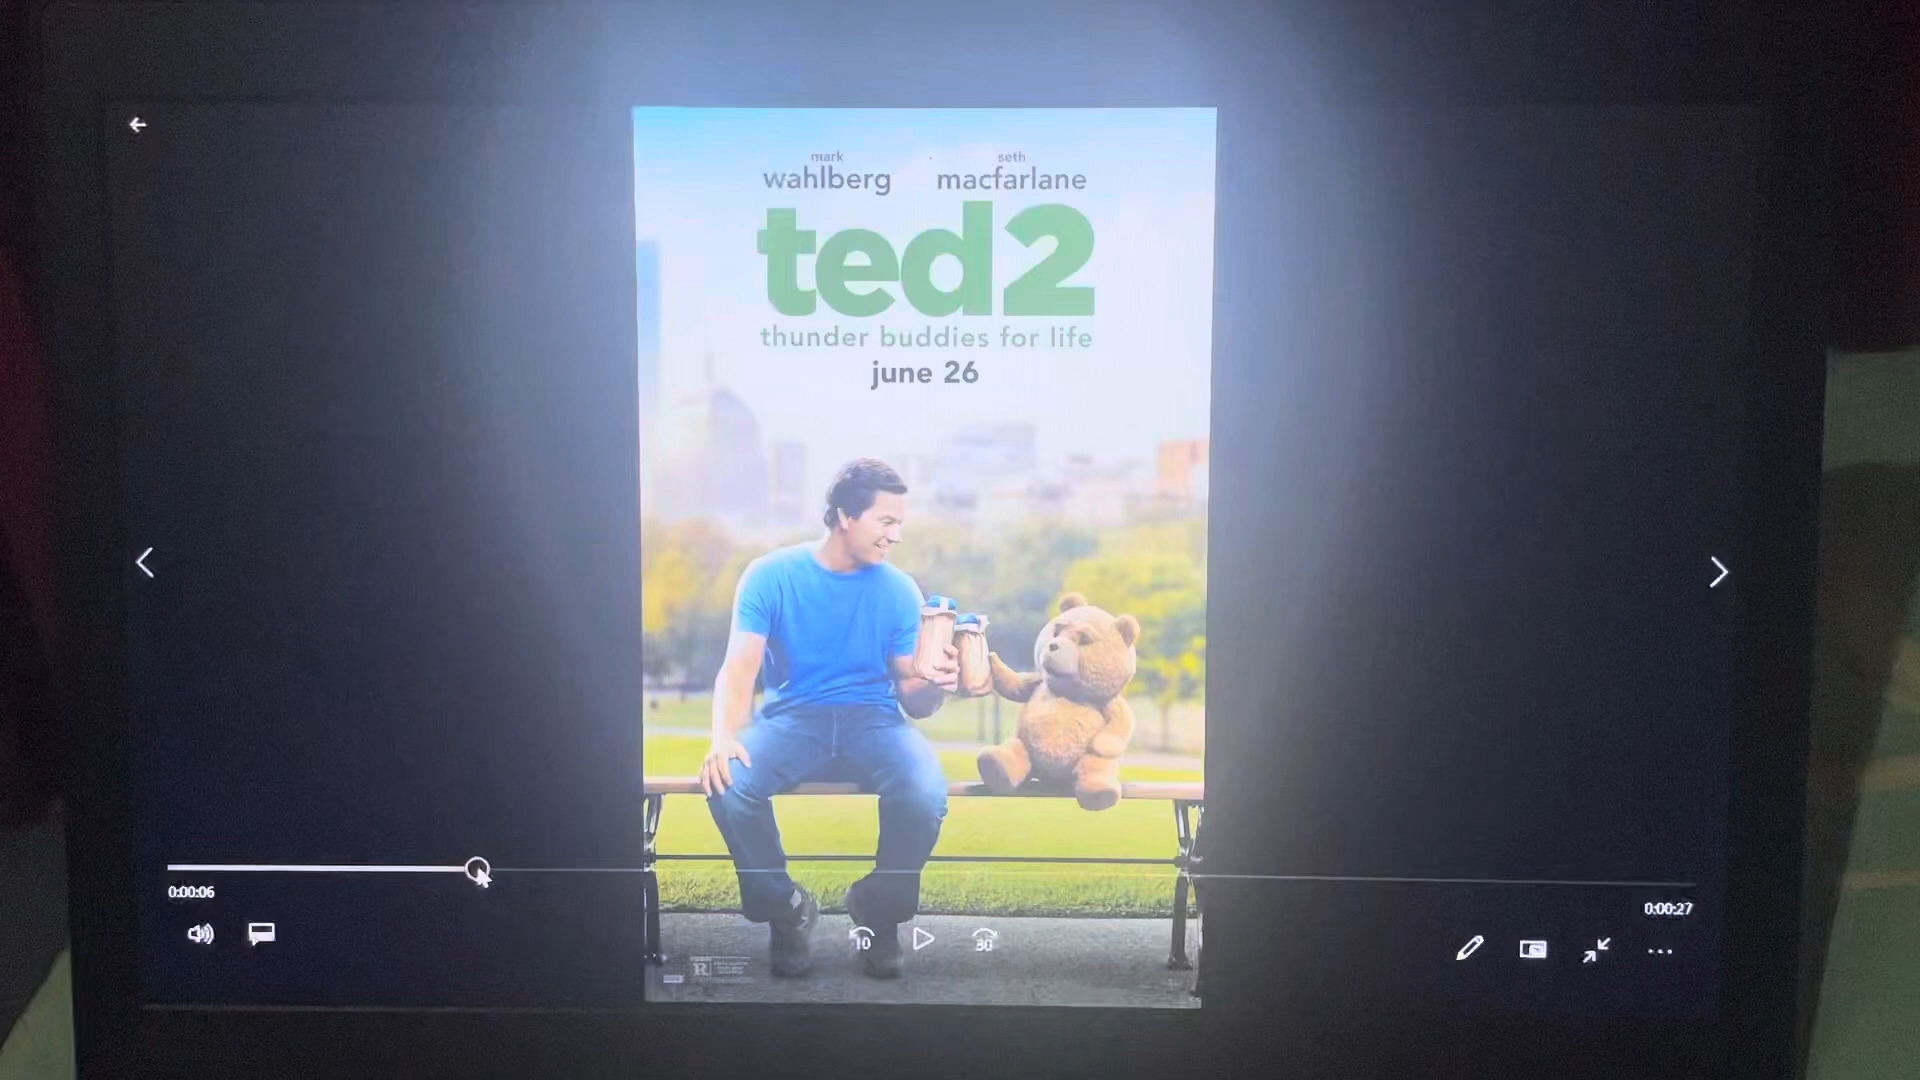 mark seth
wahlberg macfarlane
ted2
thunder buddies for life
june 26
0:00:06
0:00:27
10
30
R